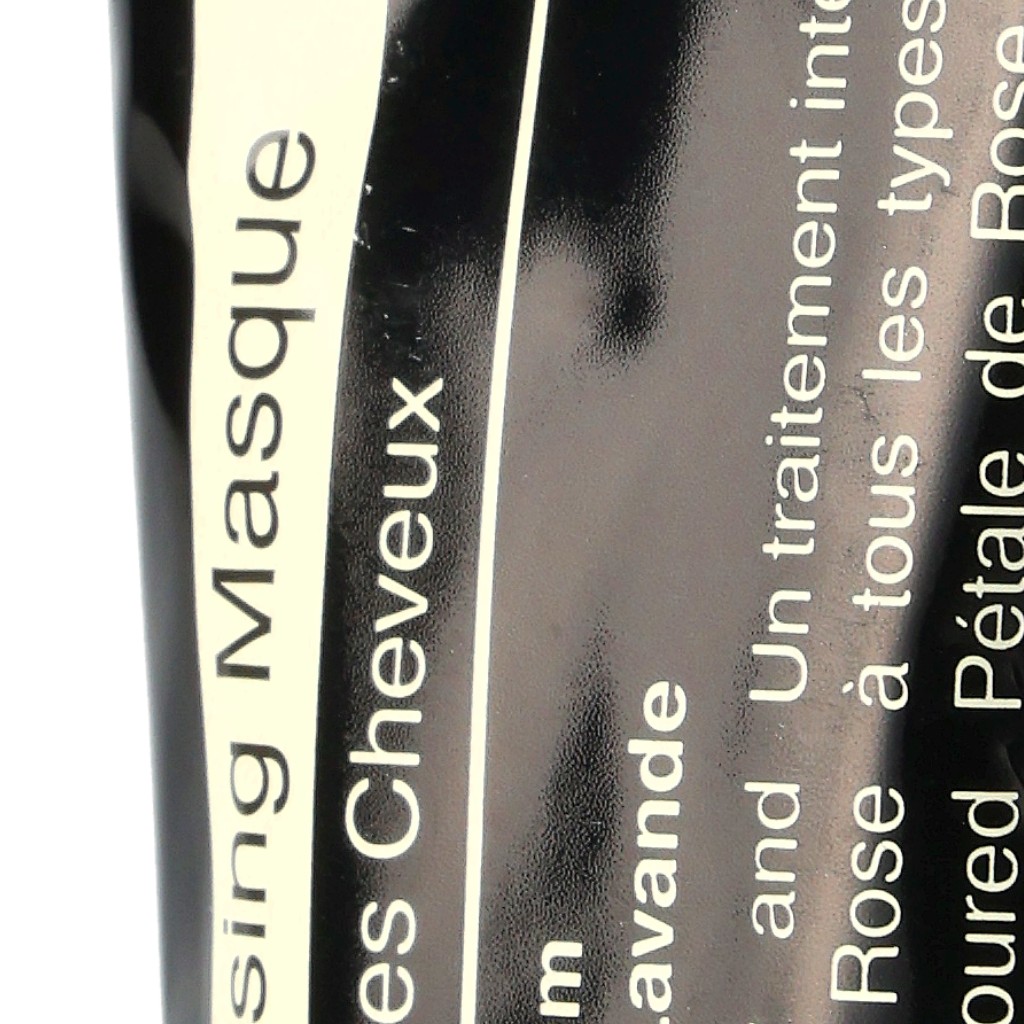 sing Masque
es Cheveux
m
Lavande
and Un traitement inte
Rose à tous les types
oured Pétale de Rose